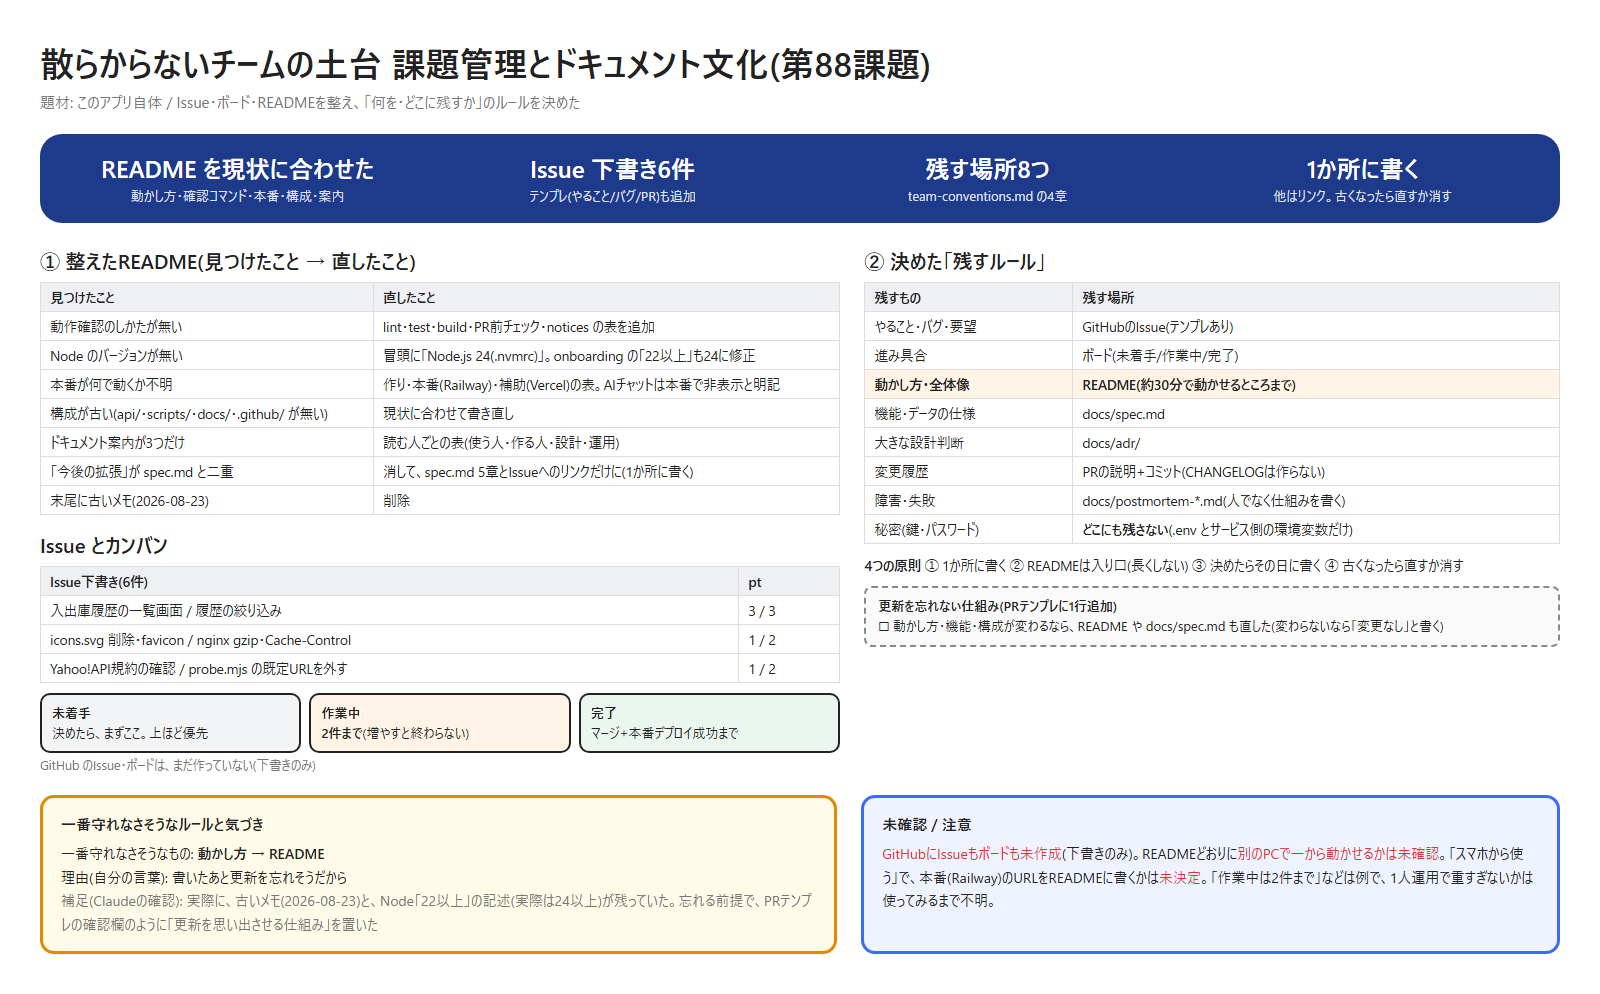 散らからないチームの土台 課題管理とドキュメント文化(第88課題)
題材: このアプリ自体 / Issue・ボード・READMEを整え、「何を・どこに残すか」のルールを決めた
README を現状に合わせた
動かし方・確認コマンド・本番・構成・案内
Issue 下書き6件
テンプレ(やること/バグ/PR)も追加
残す場所8つ
team-conventions.md の4章
1か所に書く
他はリンク。古くなったら直すか消す
① 整えたREADME(見つけたこと → 直したこと)
見つけたこと 直したこと
動作確認のしかたが無い lint・test・build・PR前チェック・notices の表を追加
Node のバージョンが無い 冒頭に「Node.js 24(.nvmrc)」。onboarding の「22以上」も24に修正
本番が何で動くか不明 作り・本番(Railway)・補助(Vercel)の表。AIチャットは本番で非表示と明記
構成が古い(api/・scripts/・docs/・.github/ が無い) 現状に合わせて書き直し
ドキュメント案内が3つだけ 読む人ごとの表(使う人・作る人・設計・運用)
「今後の拡張」が spec.md と二重 消して、spec.md 5章とIssueへのリンクだけに(1か所に書く)
末尾に古いメモ(2026-08-23) 削除
Issue とカンバン
Issue下書き(6件) pt
入出庫履歴の一覧画面 / 履歴の絞り込み 3 / 3
icons.svg 削除・favicon / nginx gzip・Cache-Control 1 / 2
Yahoo!API規約の確認 / probe.mjs の既定URLを外す 1 / 2
未着手
決めたら、まずここ。上ほど優先
作業中
2件まで(増やすと終わらない)
完了
マージ+本番デプロイ成功まで
GitHub のIssue・ボードは、まだ作っていない(下書きのみ)
② 決めた「残すルール」
残すもの 残す場所
やること・バグ・要望 GitHubのIssue(テンプレあり)
進み具合 ボード(未着手/作業中/完了)
動かし方・全体像 README(約30分で動かせるところまで)
機能・データの仕様 docs/spec.md
大きな設計判断 docs/adr/
変更履歴 PRの説明+コミット(CHANGELOGは作らない)
障害・失敗 docs/postmortem-*.md(人でなく仕組みを書く)
秘密(鍵・パスワード) どこにも残さない(.env とサービス側の環境変数だけ)
4つの原則 ① 1か所に書く ② READMEは入り口(長くしない) ③ 決めたらその日に書く ④ 古くなったら直すか消す
更新を忘れない仕組み(PRテンプレに1行追加)
☐ 動かし方・機能・構成が変わるなら、README や docs/spec.md も直した(変わらないなら「変更なし」と書く)
一番守れなさそうなルールと気づき
一番守れなさそうなもの: 動かし方 → README
理由(自分の言葉): 書いたあと更新を忘れそうだから
補足(Claudeの確認): 実際に、古いメモ(2026-08-23)と、Node「22以上」の記述(実際は24以上)が残っていた。忘れる前提で、PRテンプ
レの確認欄のように「更新を思い出させる仕組み」を置いた
未確認 / 注意
GitHubにIssueもボードも未作成(下書きのみ)。READMEどおりに別のPCで一から動かせるかは未確認。「スマホから使
う」で、本番(Railway)のURLをREADMEに書くかは未決定。「作業中は2件まで」などは例で、1人運用で重すぎないかは
使ってみるまで不明。